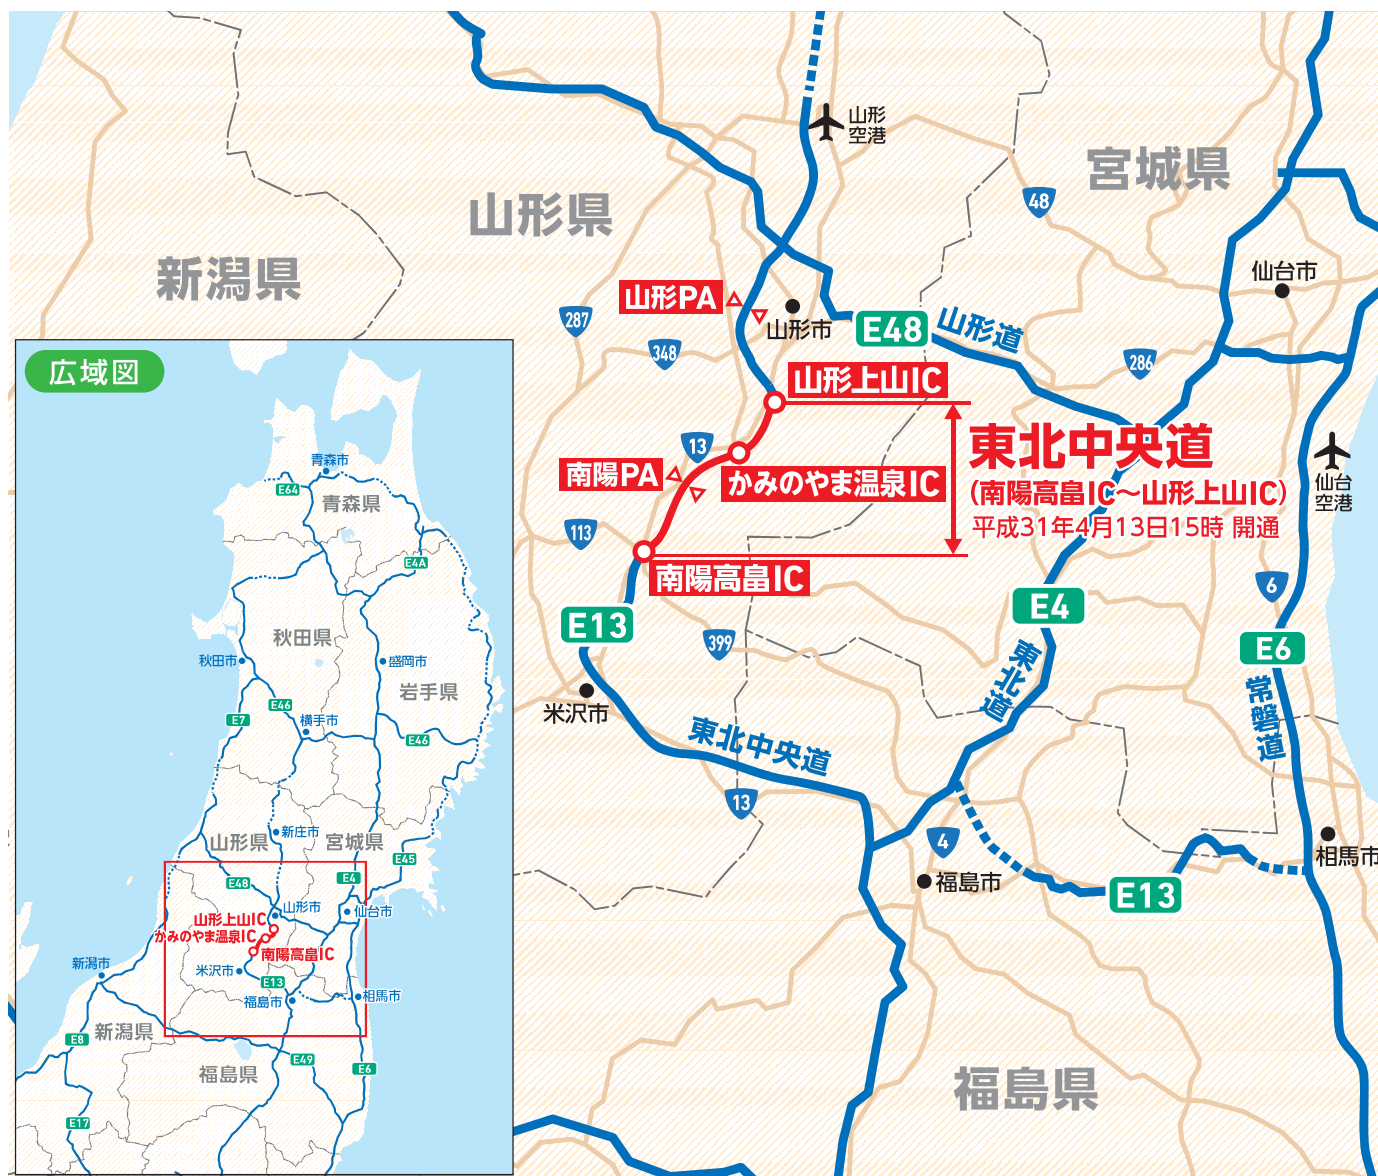 山形
空港
宮城県
山形県
48
新潟県
仙台市
山形PA
287
山形市
E48
山形道
348
286
広域図
山形上山IC
東北中央道
(南陽高畠IC～山形上山IC)
平成31年4月13日15時 開通
13
南陽PA
かみのやま温泉IC
仙台
空港
113
南陽高畠IC
6
E4
E13
399
E6
東北道
米沢市
常磐道
東北中央道
13
4
相馬市
福島市
E13
福島県
青森市
E64
青森県
E4A
秋田県
秋田市
盛岡市
岩手県
E46
E7
横手市
E46
新庄市
山形県
宮城県
E45
E48
E4
山形市
仙台市
山形上山IC
かみのやま温泉IC
南陽高畠IC
新潟市
米沢市
E13
福島市
相馬市
新潟県
E8
E49
E6
福島県
E17